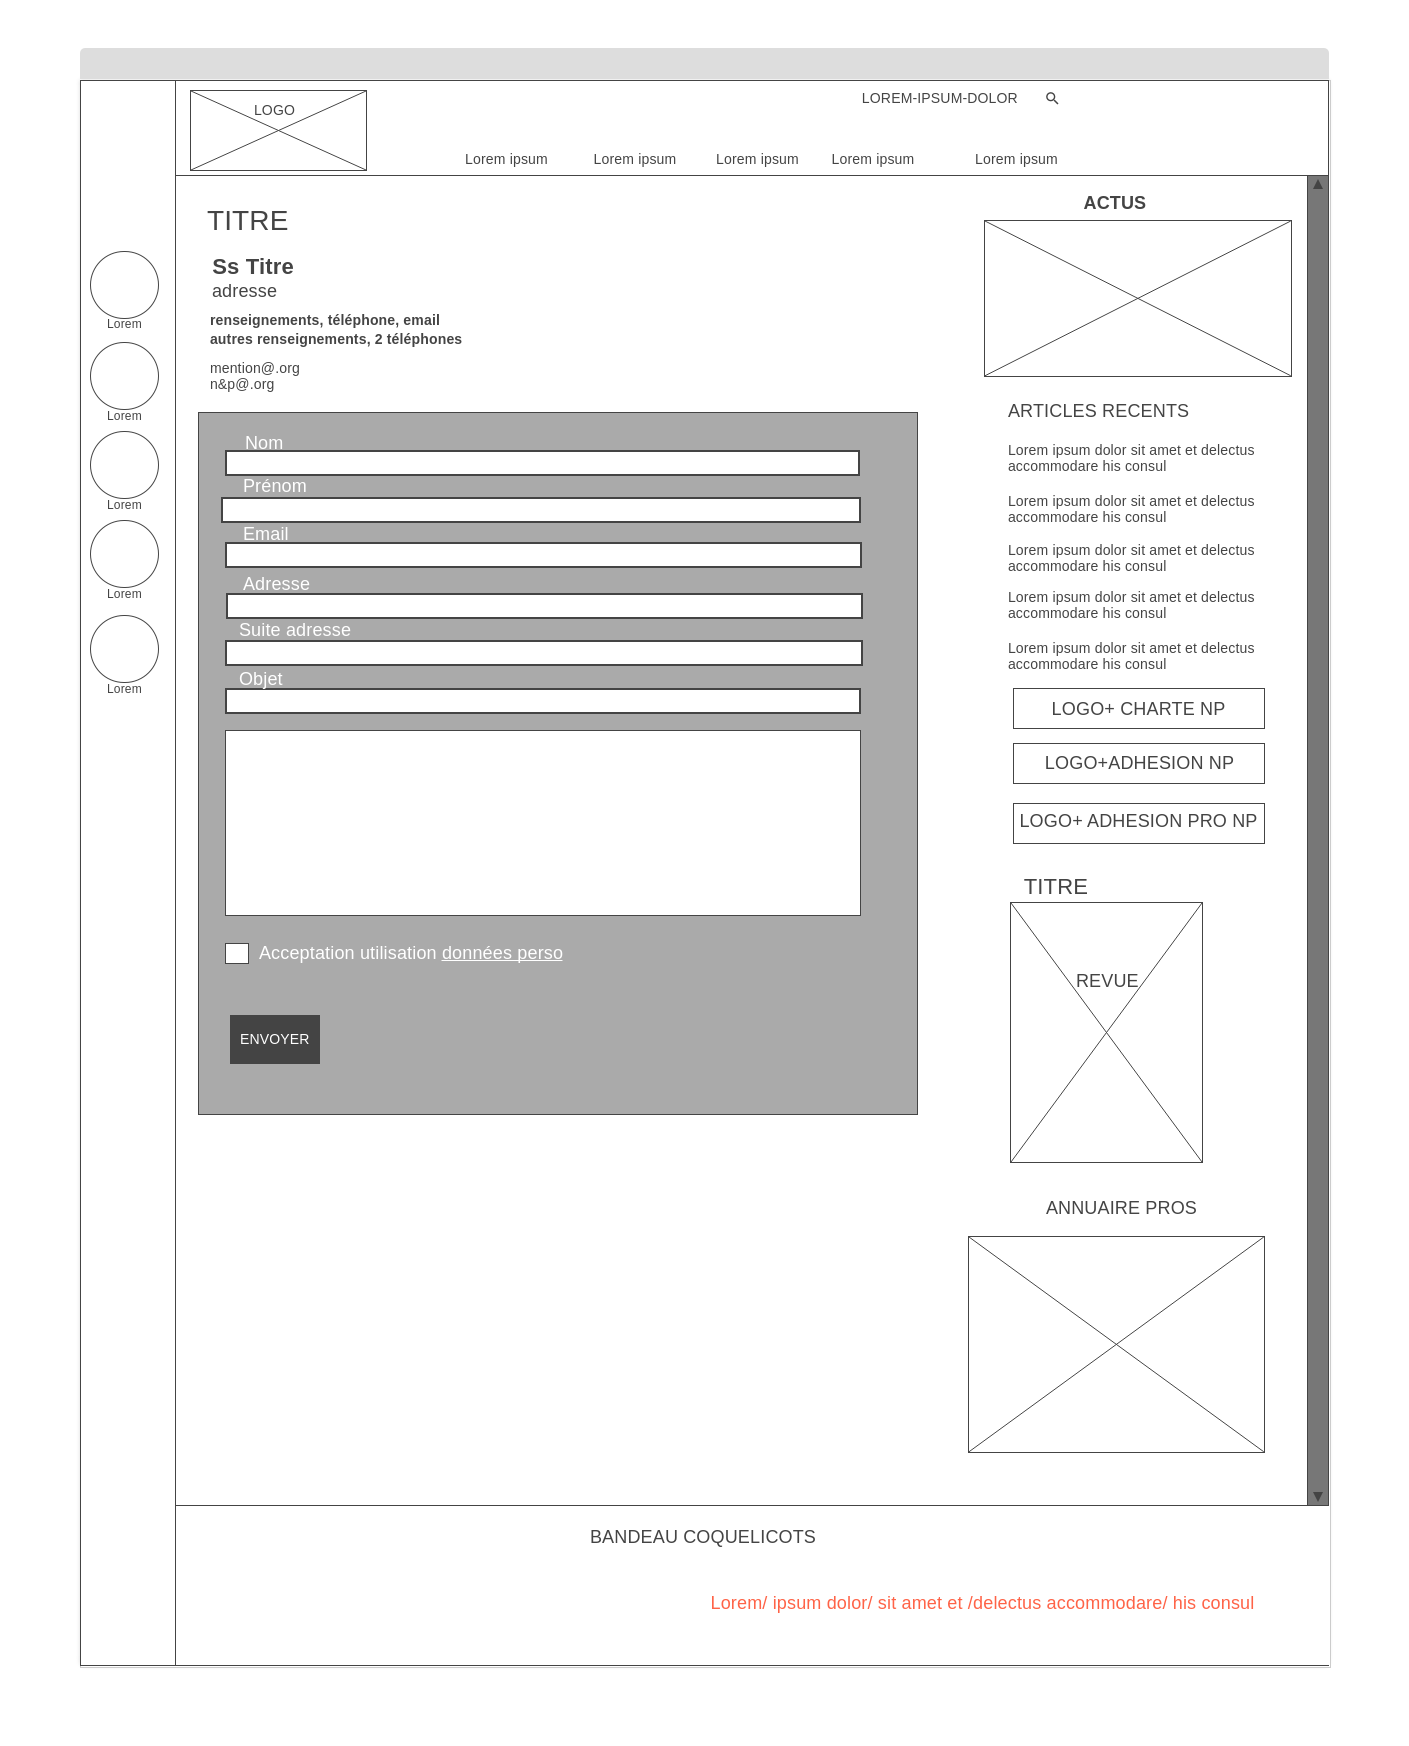 LOGO
LOREM-IPSUM-DOLOR
Lorem ipsum
Lorem ipsum
Lorem ipsum
Lorem ipsum
Lorem ipsum
Lorem
Lorem
Lorem
Lorem
Lorem
TITRE
Ss Titre
adresse
renseignements, téléphone, email
autres renseignements, 2 téléphones
mention@.org
n&p@.org
Nom
Prénom
Email
Adresse
Suite adresse
Objet
Acceptation utilisation données perso
ENVOYER
ACTUS
ARTICLES RECENTS
Lorem ipsum dolor sit amet et delectus
accommodare his consul
Lorem ipsum dolor sit amet et delectus
accommodare his consul
Lorem ipsum dolor sit amet et delectus
accommodare his consul
Lorem ipsum dolor sit amet et delectus
accommodare his consul
Lorem ipsum dolor sit amet et delectus
accommodare his consul
LOGO+ CHARTE NP
LOGO+ADHESION NP
LOGO+ ADHESION PRO NP
TITRE
REVUE
ANNUAIRE PROS
BANDEAU COQUELICOTS
Lorem/ ipsum dolor/ sit amet et /delectus accommodare/ his consul